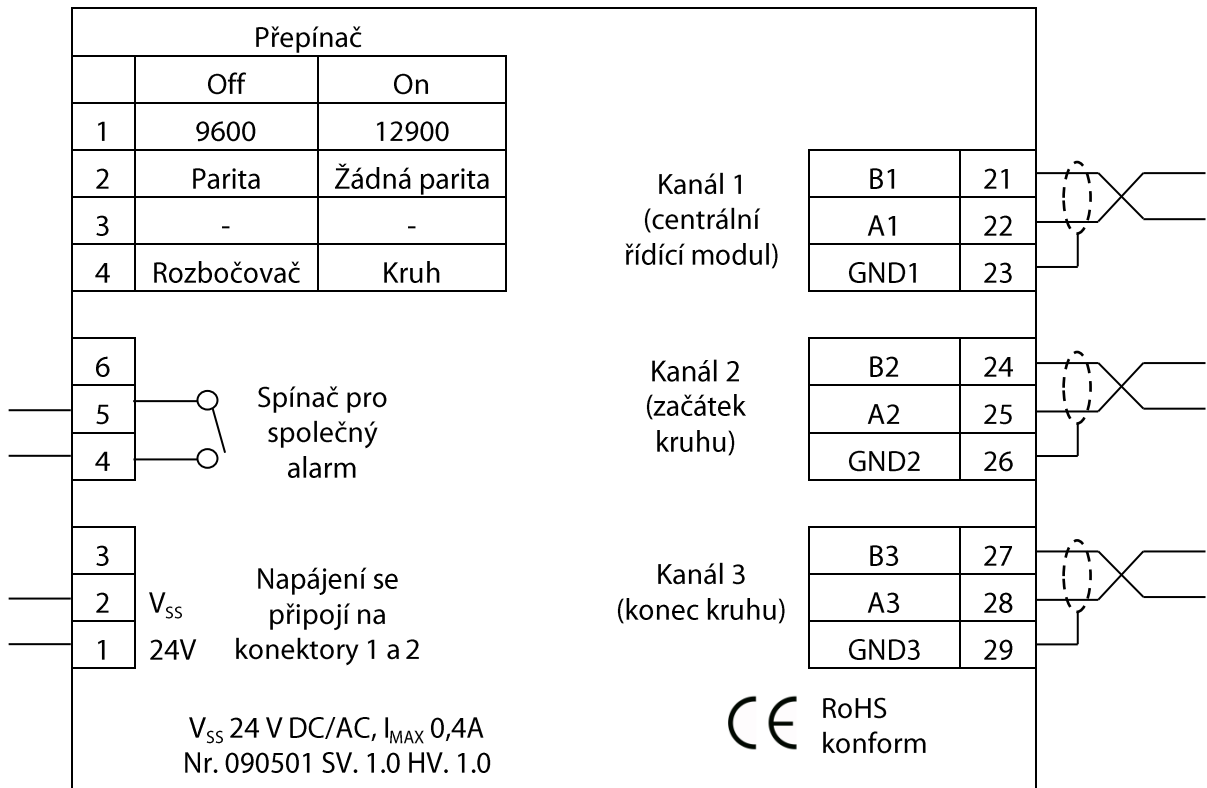 Přepínač
Off On
1 9600 12900
2 Parita Žádná parita
3 - -
4 Rozbočovač Kruh
Kanál 1
(centrální
řídící modul)
B1 21
A1 22
GND1 23
6
5
4
Spínač pro
společný
alarm
Kanál 2
(začátek
kruhu)
B2 24
A2 25
GND2 26
3
2 VSS
1 24V
Napájení se
připojí na
konektory 1 a 2
Kanál 3
(konec kruhu)
B3 27
A3 28
GND3 29
VSS 24 V DC/AC, IMAX 0,4A
Nr. 090501 SV. 1.0 HV. 1.0
CE RoHS
konform